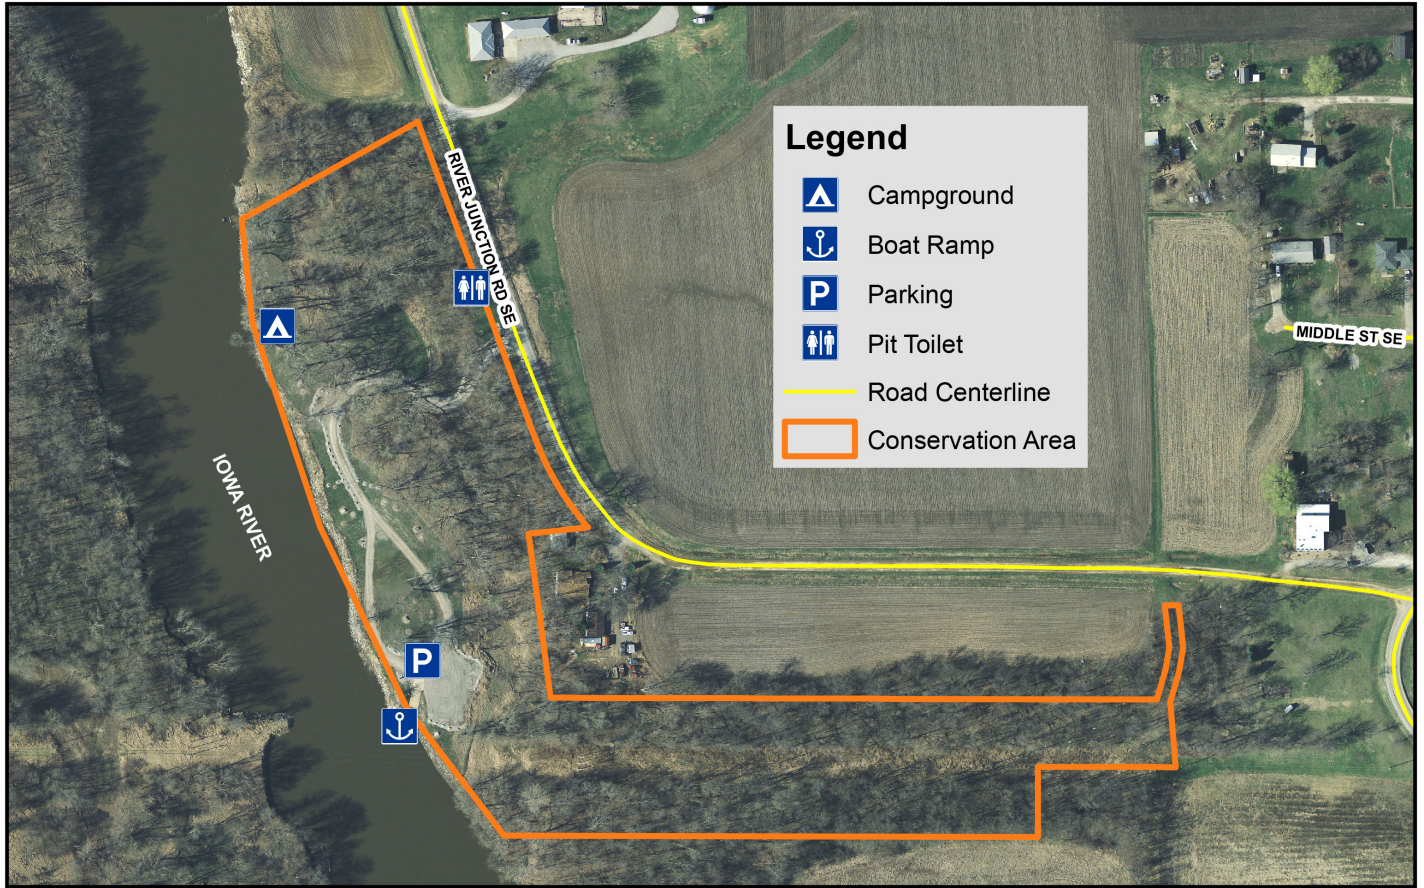 Legend
Campground
Boat Ramp
P Parking
Pit Toilet
Road Centerline
Conservation Area
RIVER JUNCTION RD SE
MIDDLE ST SE
IOWA RIVER
P